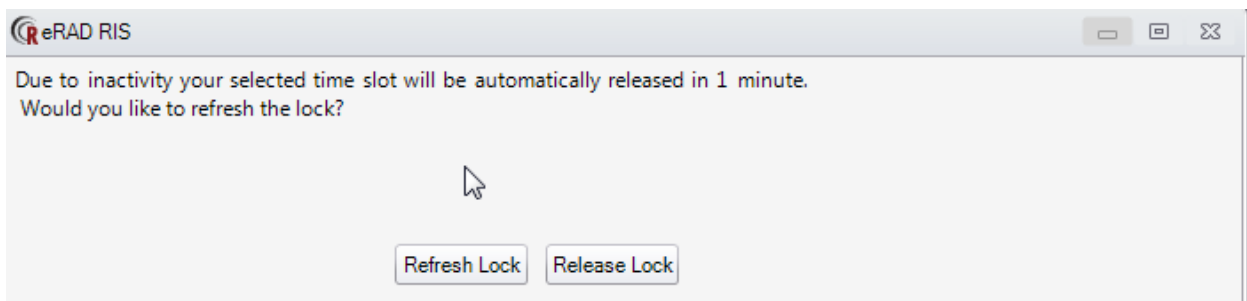 eRAD RIS
Due to inactivity your selected time slot will be automatically released in 1 minute.
Would you like to refresh the lock?
Refresh Lock Release Lock